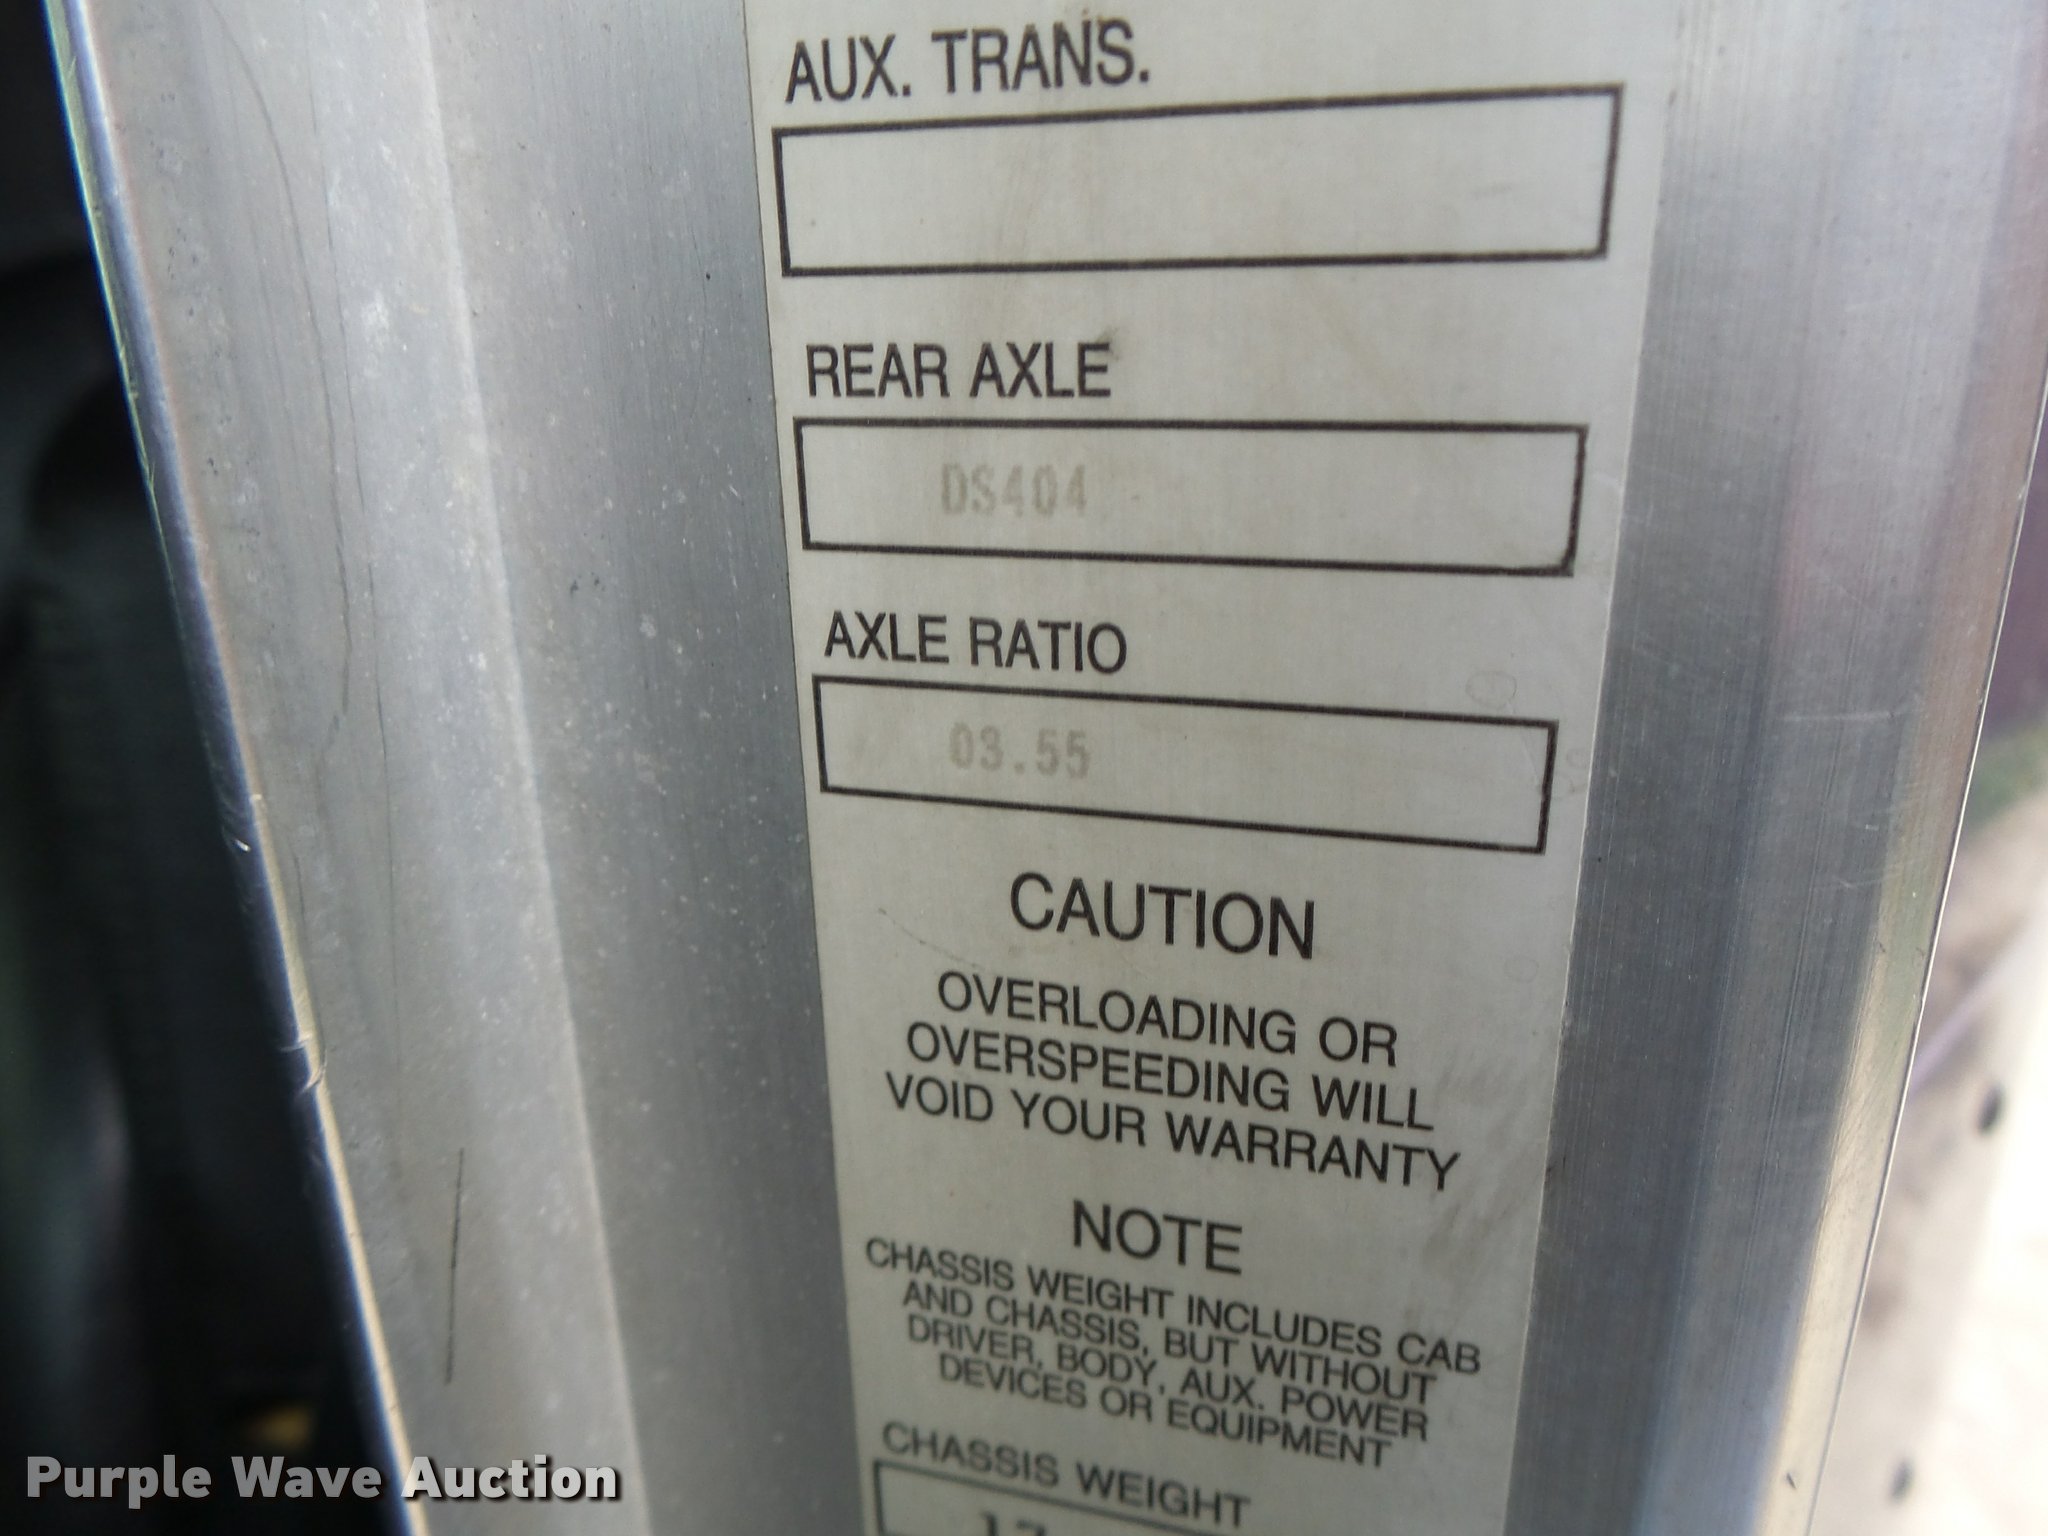 AUX. TRANS.
REAR AXLE
DS404
AXLE RATIO
03.55
CAUTION
OVERLOADING OR
OVERSPEEDING WILL
VOID YOUR WARRANTY
NOTE
CHASSIS WEIGHT INCLUDES CAB
AND CHASSIS, BUT WITHOUT
DRIVER, BODY, AUX. POWER
DEVICES OR EQUIPMENT
CHASSIS WEIGHT
Purple Wave Auction